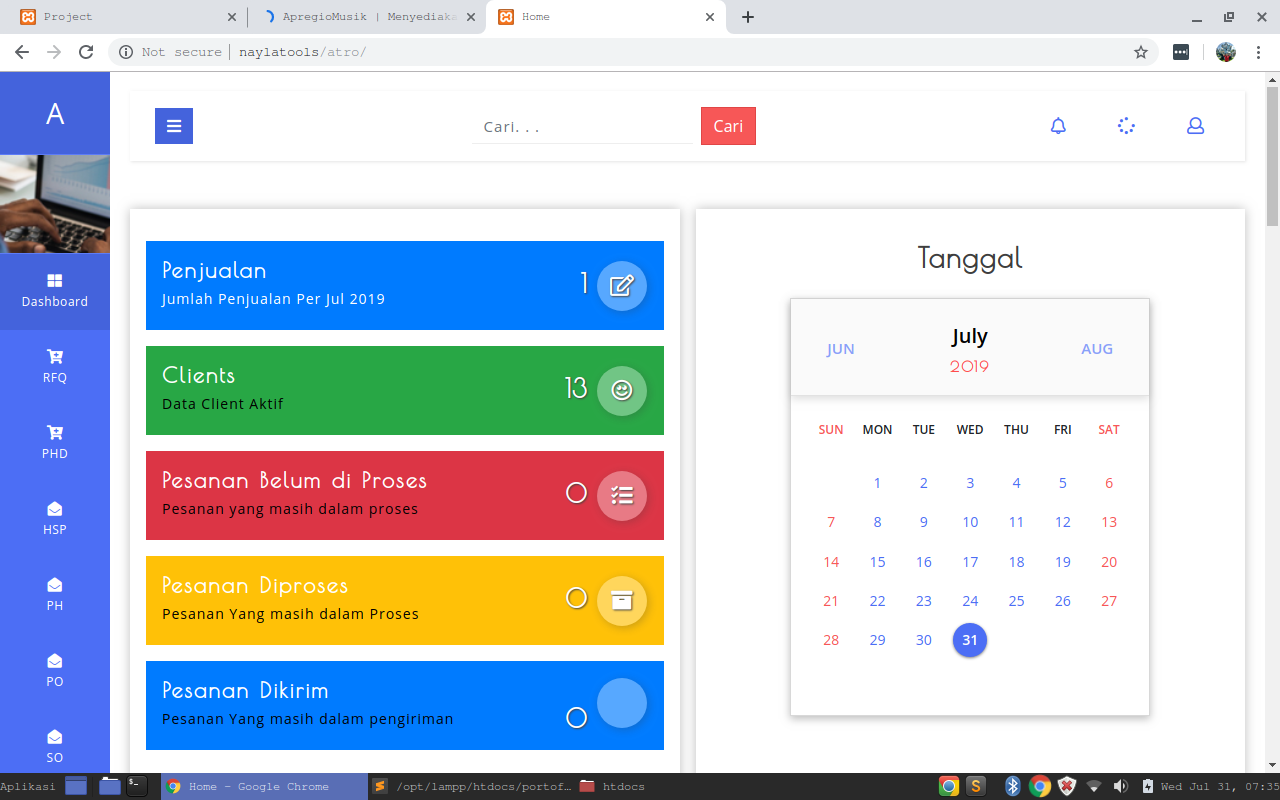 Project
ApregioMusik | Menyediaka
Home
Not secure | naylatools/atro/
A
Cari. . .
Cari
Dashboard
RFQ
PHD
HSP
PH
PO
SO
Penjualan
Jumlah Penjualan Per Jul 2019
1
Clients
Data Client Aktif
13
Pesanan Belum di Proses
Pesanan yang masih dalam proses
0
Pesanan Diproses
Pesanan Yang masih dalam Proses
0
Pesanan Dikirim
Pesanan Yang masih dalam pengiriman
0
Tanggal
JUN July AUG
2019
SUN MON TUE WED THU FRI SAT
1 2 3 4 5 6
7 8 9 10 11 12 13
14 15 16 17 18 19 20
21 22 23 24 25 26 27
28 29 30 31
Aplikasi
Home - Google Chrome
/opt/lampp/htdocs/portof...
htdocs
Wed Jul 31, 07:35